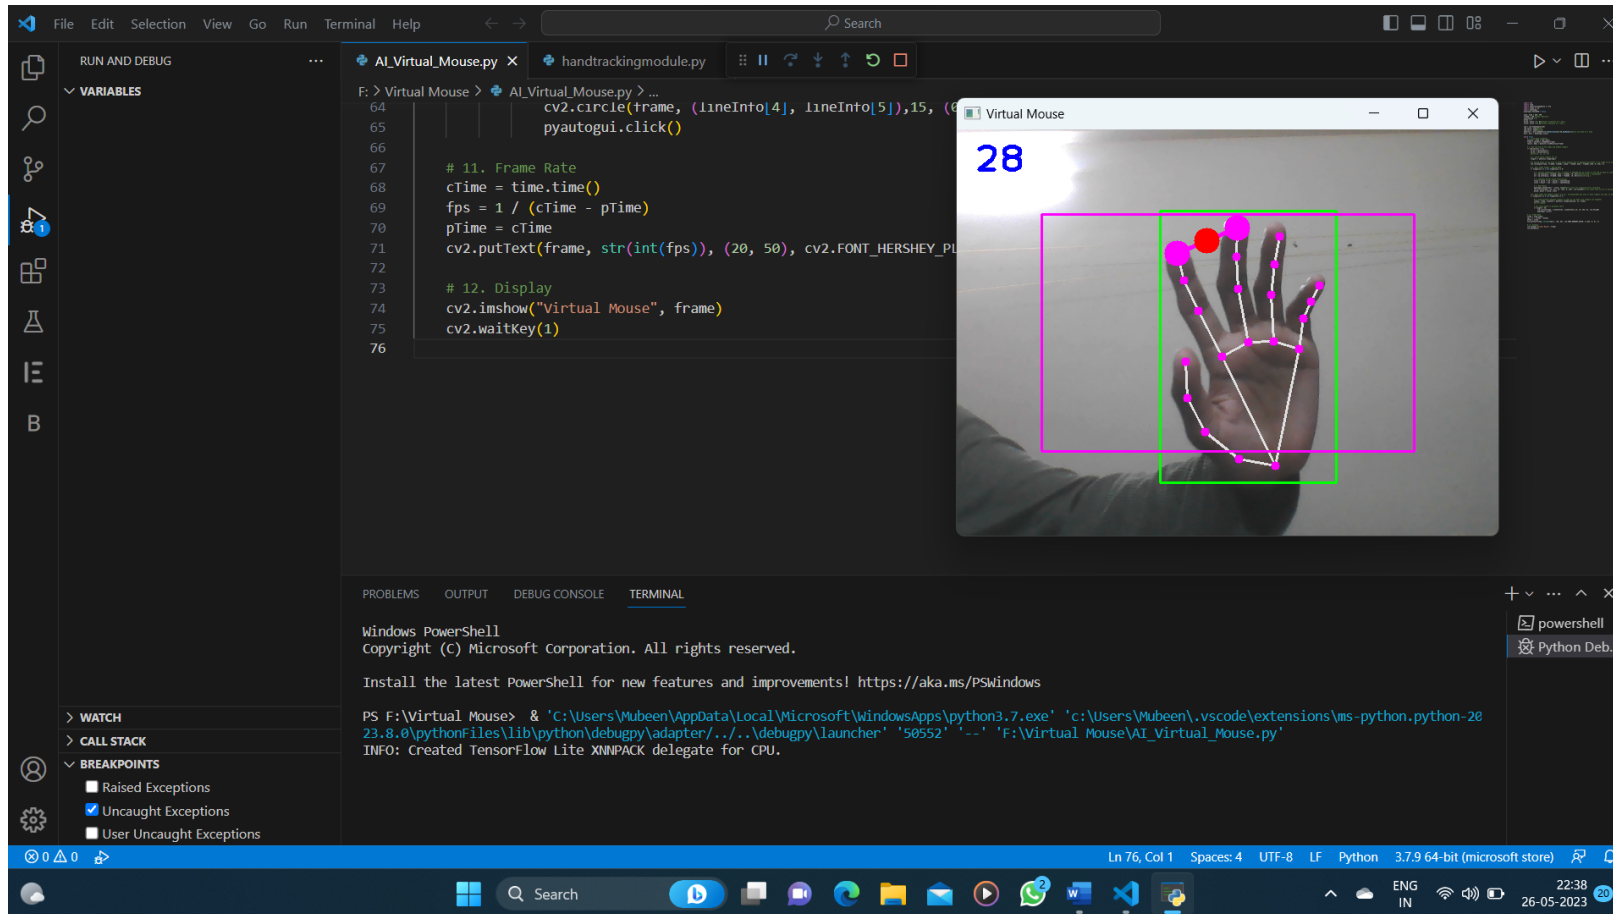 File Edit Selection View Go Run Terminal Help
Search
RUN AND DEBUG
VARIABLES
WATCH
CALL STACK
BREAKPOINTS
Raised Exceptions
Uncaught Exceptions
User Uncaught Exceptions
1
B
AI_Virtual_Mouse.py
handtrackingmodule.py
F: > Virtual Mouse > AI_Virtual_Mouse.py > ...
64 cv2.circle(frame, (lineInfo[4], lineInfo[5]),15, (
65 pyautogui.click()
66
67 # 11. Frame Rate
68 cTime = time.time()
69 fps = 1 / (cTime - pTime)
70 pTime = cTime
71 cv2.putText(frame, str(int(fps)), (20, 50), cv2.FONT_HERSHEY_PL
72
73 # 12. Display
74 cv2.imshow("Virtual Mouse", frame)
75 cv2.waitKey(1)
76
Virtual Mouse
28
PROBLEMS OUTPUT DEBUG CONSOLE TERMINAL
Windows PowerShell
Copyright (C) Microsoft Corporation. All rights reserved.
Install the latest PowerShell for new features and improvements! https://aka.ms/PSWindows
PS F:\Virtual Mouse> & 'C:\Users\Mubeen\AppData\Local\Microsoft\WindowsApps\python3.7.exe' 'c:\Users\Mubeen\.vscode\extensions\ms-python.python-20
23.8.0\pythonFiles\lib\python\debugpy\adapter/../..\debugpy\launcher' '50552' '--' 'F:\Virtual Mouse\AI_Virtual_Mouse.py'
INFO: Created TensorFlow Lite XNNPACK delegate for CPU.
powershell
Python Deb.
0 0
Ln 76, Col 1 Spaces: 4 UTF-8 LF Python 3.7.9 64-bit (microsoft store)
Search
2
ENG
IN
22:38
26-05-2023
20